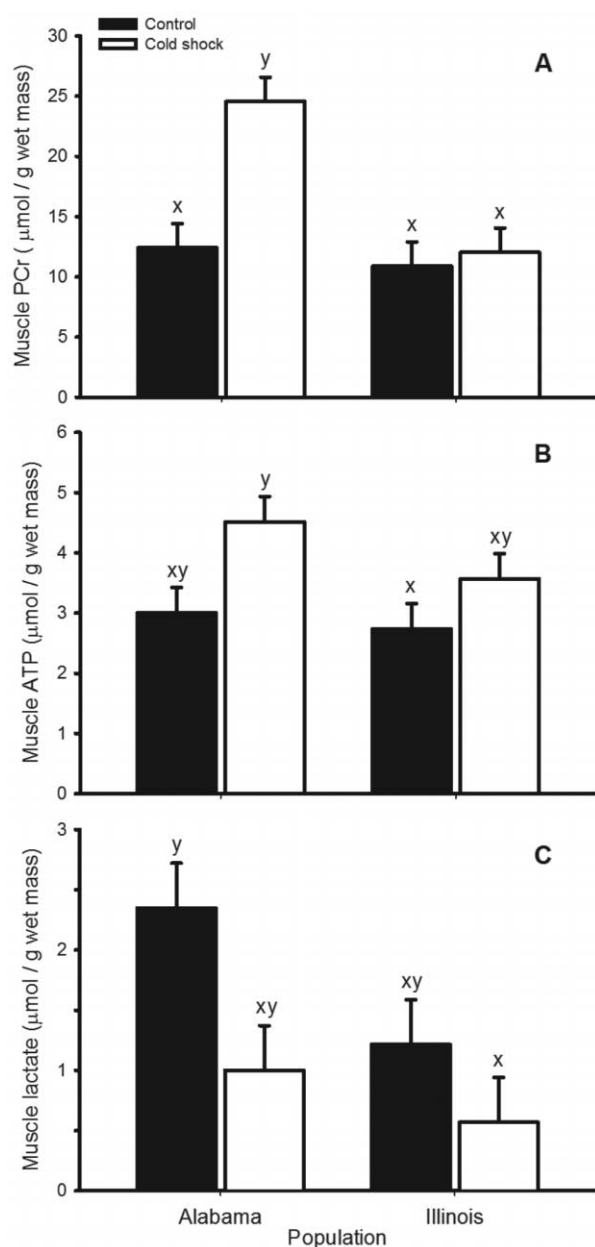 Control
Cold shock
A
Muscle PCr ( μmol / g wet mass)
30
25
20
15
10
5
0
x
y
x
x
B
Muscle ATP (μmol / g wet mass)
6
5
4
3
2
1
0
xy
y
x
xy
C
Muscle lactate (μmol / g wet mass)
3
2
1
0
y
xy
xy
x
Alabama
Illinois
Population